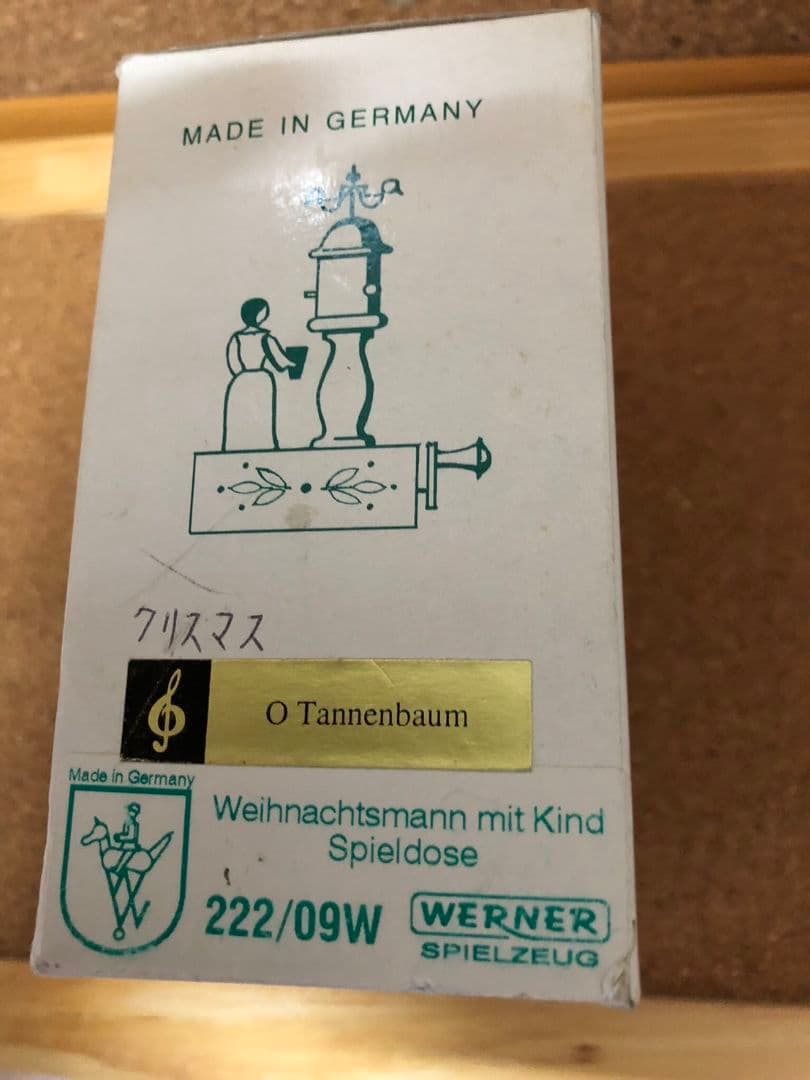 MADE IN GERMANY
クリスマス
O Tannenbaum
Made in Germany
Weihnachtsmann mit Kind
Spieldose
222/09W
WERNER
SPIELZEUG